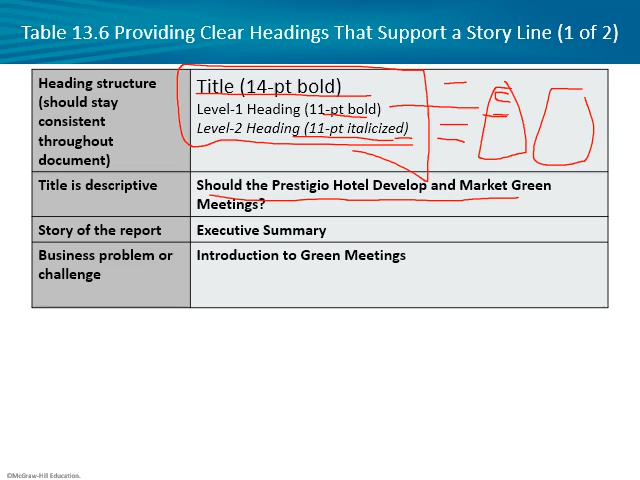 Table 13.6 Providing Clear Headings That Support a Story Line (1 of 2)
Heading structure
(should stay
consistent
throughout
document)
Title (14-pt bold)
Level-1 Heading (11-pt bold)
Level-2 Heading (11-pt italicized)
Title is descriptive
Should the Prestigio Hotel Develop and Market Green
Meetings?
Story of the report
Executive Summary
Business problem or
challenge
Introduction to Green Meetings
©McGraw-Hill Education.